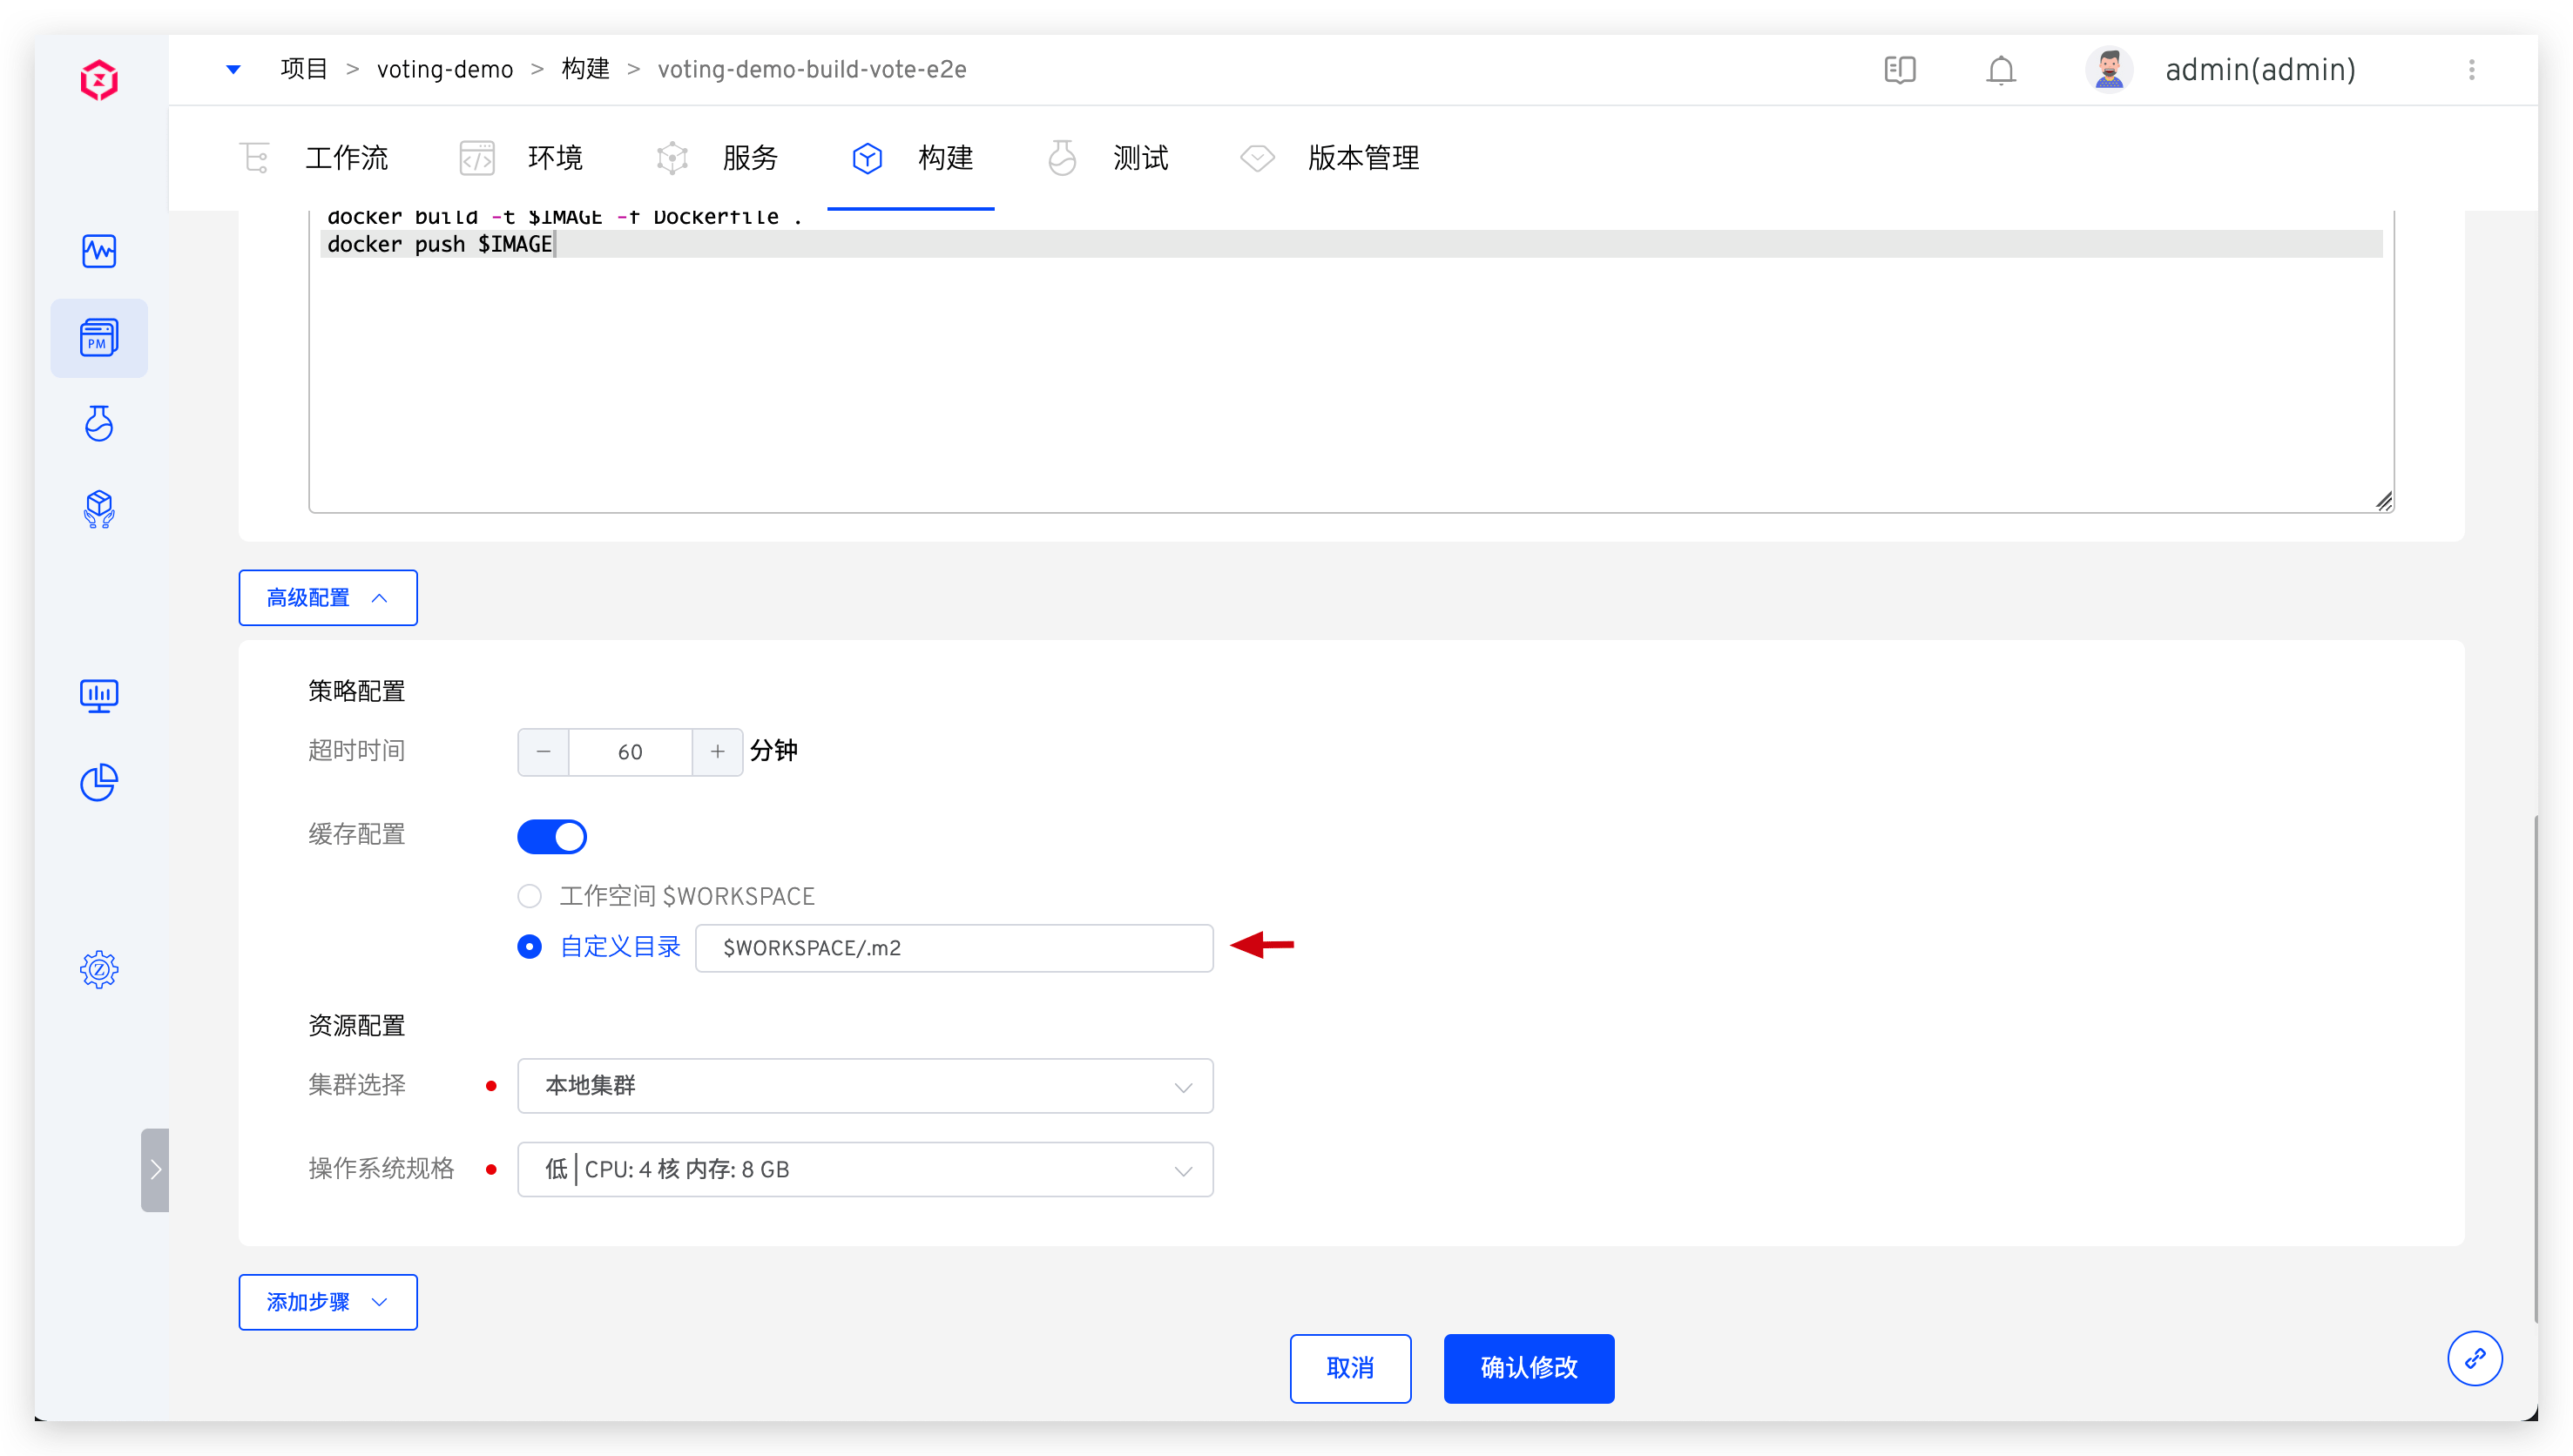 项目 > voting-demo > 构建 > voting-demo-build-vote-e2e
admin(admin)
工作流 环境 服务 构建 测试 版本管理
docker build -t $IMAGE -f Dockerfile .
docker push $IMAGE
PM
高级配置
策略配置
超时时间 − 60 + 分钟
缓存配置
工作空间 $WORKSPACE
自定义目录 $WORKSPACE/.m2
资源配置
集群选择 本地集群
操作系统规格 低 | CPU: 4 核 内存: 8 GB
添加步骤
取消 确认修改